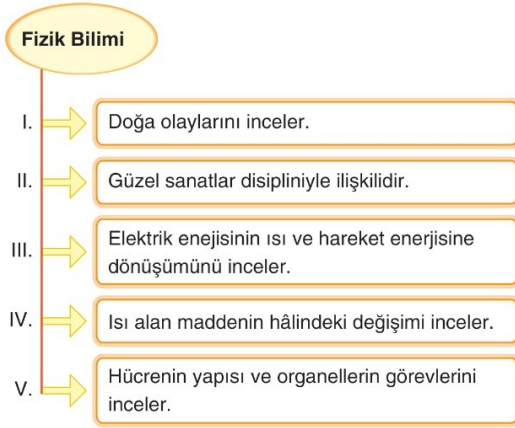 Fizik Bilimi
I. Doğa olaylarını inceler.
II. Güzel sanatlar disipliniyle ilişkilidir.
III. Elektrik enejisinin ısı ve hareket enerjisine
dönüşümünü inceler.
IV. Isı alan maddenin hâlindeki değişimi inceler.
V. Hücrenin yapısı ve organellerin görevlerini
inceler.